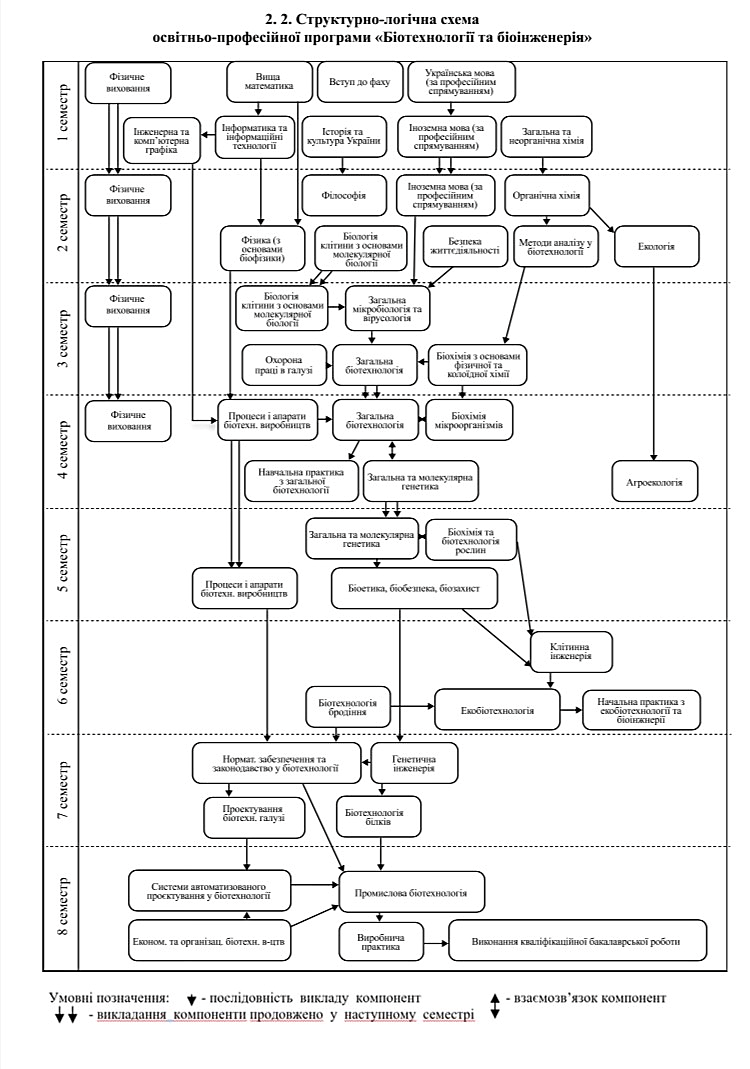 2. 2. Структурно-логічна схема
освітньо-професійної програми «Біотехнології та біоінженерія»
1 семестр
Фізичне
виховання
Вища
математика
Вступ до фаху
Українська мова
(за професійним
спрямуванням)
Інженерна та
комп’ютерна
графіка
Інформатика та
інформаційні
технології
Історія та
культура України
Іноземна мова (за
професійним
спрямуванням)
Загальна та
неорганічна хімія
2 семестр
Фізичне
виховання
Філософія
Іноземна мова (за
професійним
спрямуванням)
Органічна хімія
Фізика (з
основами
біофізики)
Біологія
клітини з основами
молекулярної
біології
Безпека
життєдіяльності
Методи аналізу у
біотехнології
Екологія
3 семестр
Фізичне
виховання
Біологія
клітини з основами
молекулярної
біології
Загальна
мікробіологія та
вірусологія
Охорона
праці в галузі
Загальна
біотехнологія
Біохімія з основами
фізичної та
колоїдної хімії
4 семестр
Фізичне
виховання
Процеси і апарати
біотехн. виробництв
Загальна
біотехнологія
Біохімія
мікроорганізмів
Навчальна практика
з загальної
біотехнології
Загальна та молекулярна
генетика
Агроекологія
5 семестр
Загальна та молекулярна
генетика
Біохімія та
біотехнологія
рослин
Процеси і апарати
біотехн. виробництв
Біоетика, біобезпека, біозахист
6 семестр
Клітинна
інженерія
Біотехнологія
бродіння
Екобіотехнологія
Начальна практика з
екобіотехнології та
біоінжнерії
7 семестр
Нормат. забезпечення та
законодавство у біотехнології
Генетична
інженерія
Проєктування
біотехн. галузі
Біотехнологія
білків
8 семестр
Системи автоматизованого
проєктування у біотехнології
Промислова біотехнологія
Економ. та організац. біотехн. в-цтв
Виробнича
практика
Виконання кваліфікаційної бакалаврської роботи
Умовні позначення: - послідовність викладу компонент - взаємозв’язок компонент
- викладання компоненти продовжено у наступному семестрі